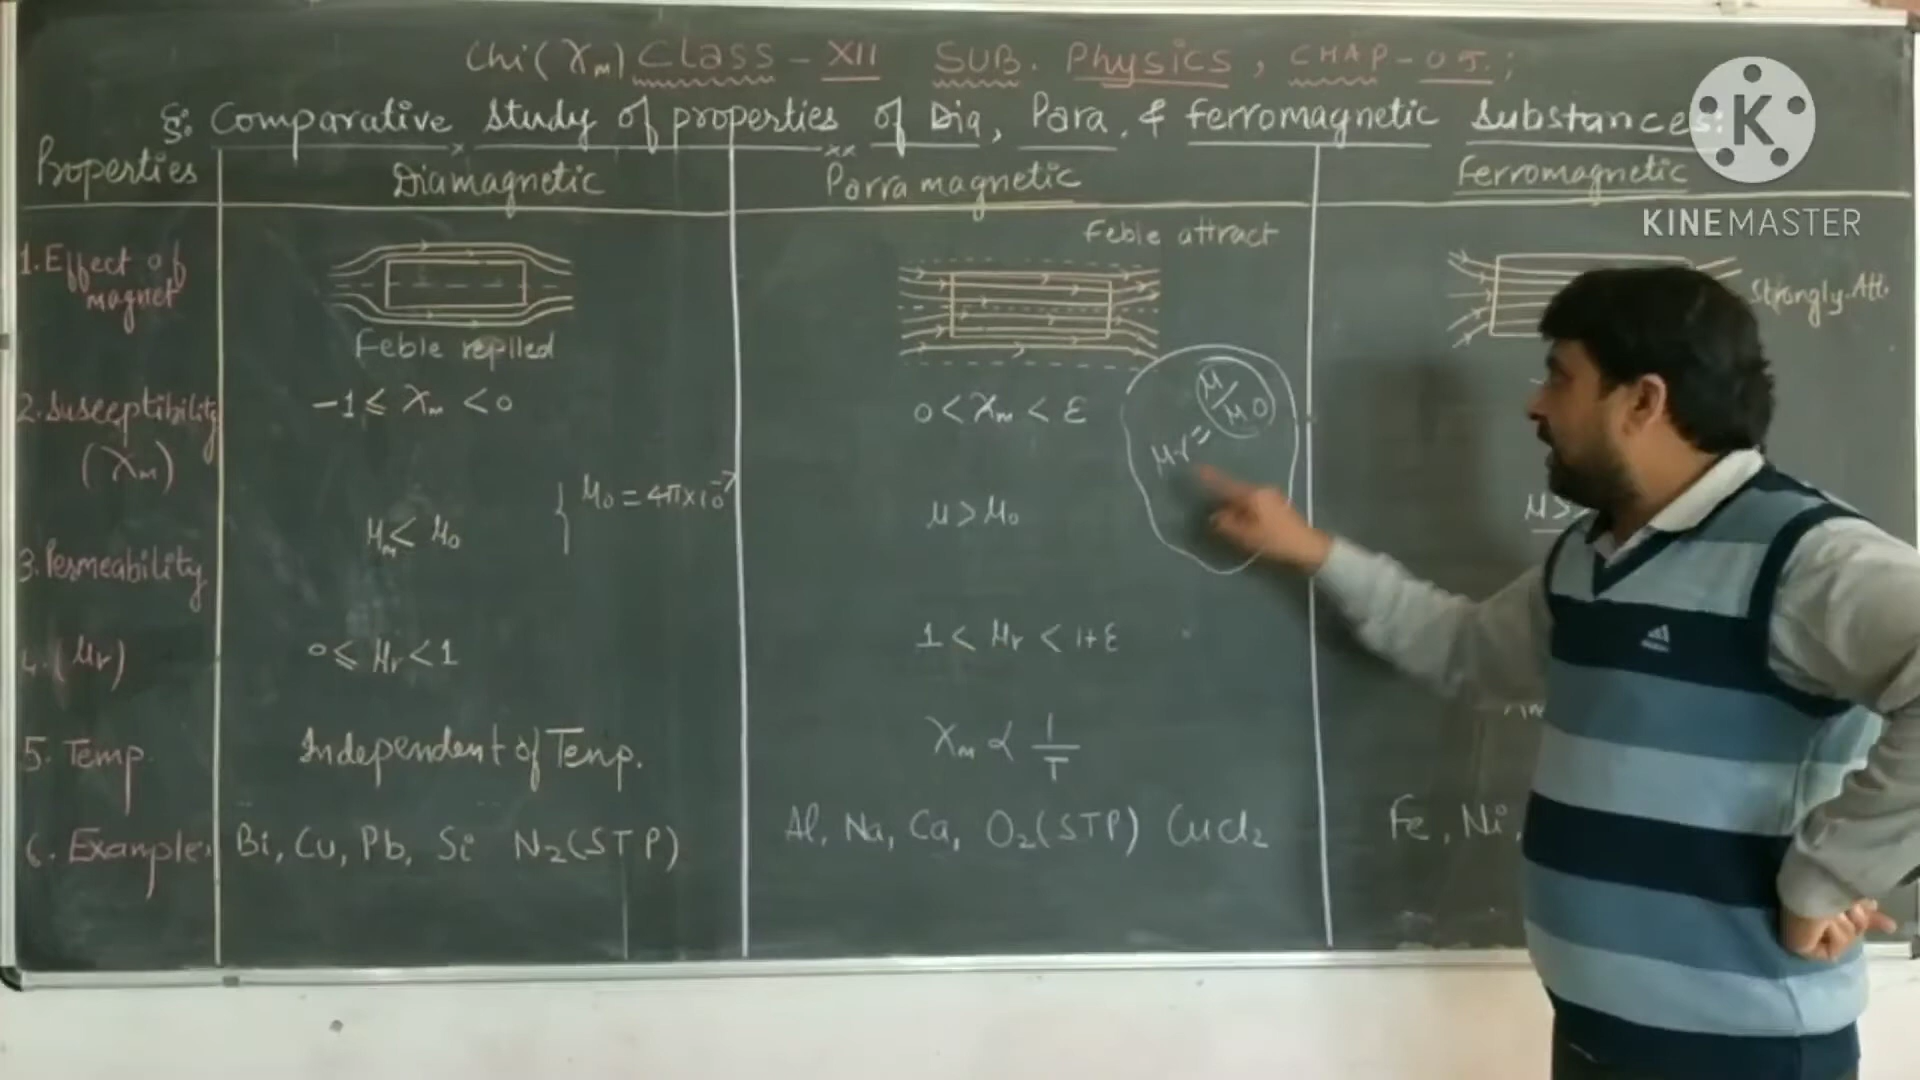 Chi (χm) Class - XII SUB. Physics, CHAP - 05.;
§: Comparative study of properties of Dia, Para, & ferromagnetic Substances:
Properties Diamagnetic Parramagnetic Ferromagnetic
K
KINEMASTER
1. Effect of magnet
Feble replled
Feble attract
Strongly. Att.
2. Susceptibility (χm)
-1 ≤ χm < 0
0 < χm < ε
μr = μ/μ0
3. Permeability
μm < μ0 { μ0 = 4π×10⁻⁷
μ > μ0
μ >
4. (μr)
0 ≤ μr < 1
1 < μr < 1+ε
5. Temp.
Independent of Temp.
χm ∝ 1/T
6. Examples
Bi, Cu, Pb, Si N2(STP)
Al, Na, Ca, O2(STP) CuCl2
Fe, Ni,